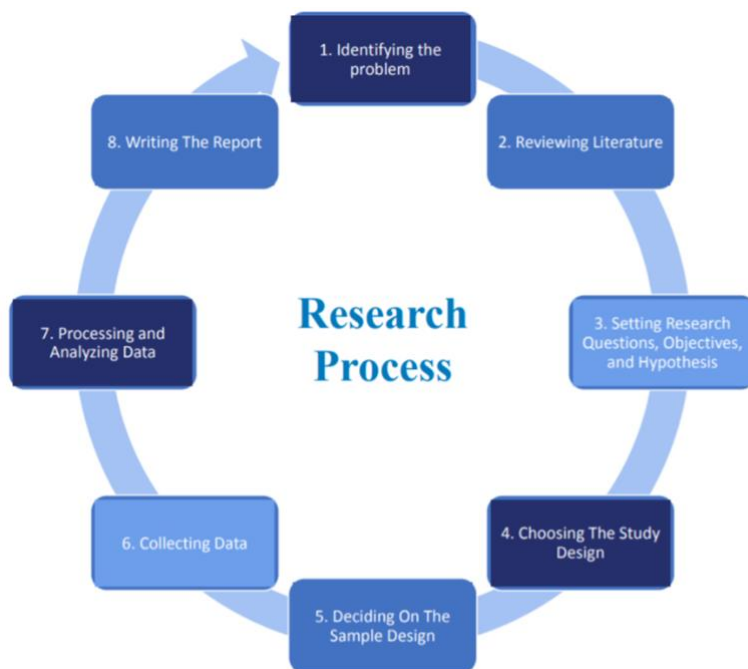 1. Identifying the
problem
2. Reviewing Literature
3. Setting Research
Questions, Objectives,
and Hypothesis
4. Choosing The Study
Design
5. Deciding On The
Sample Design
6. Collecting Data
7. Processing and
Analyzing Data
8. Writing The Report
Research
Process